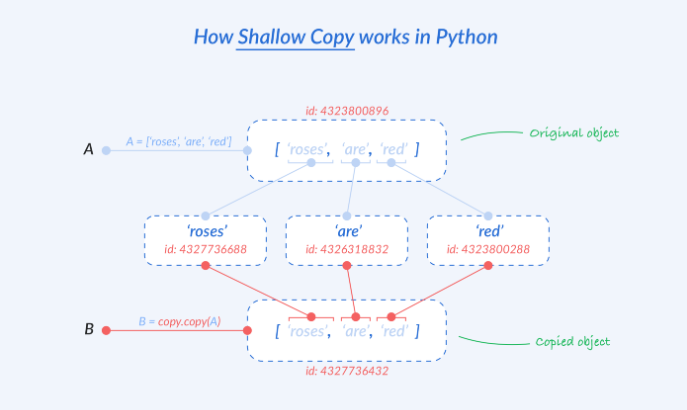 How Shallow Copy works in Python
id: 4323800896
A
A = ['roses', 'are', 'red']
[ 'roses', 'are', 'red' ]
Original object
'roses'
id: 4327736688
'are'
id: 4326318832
'red'
id: 4323800288
B
B = copy.copy(A)
[ 'roses', 'are', 'red' ]
Copied object
id: 4327736432